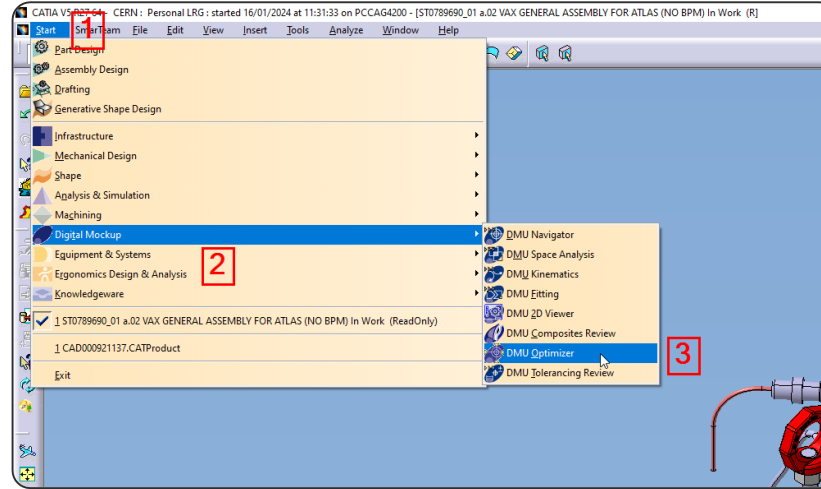 CATIA V5 R27 64 - CERN : Personal LRG : started 16/01/2024 at 11:31:33 on PCCAG4200 - [ST0789690_01 a.02 VAX GENERAL ASSEMBLY FOR ATLAS (NO BPM) In Work (R]
Start SmarTeam File Edit View Insert Tools Analyze Window Help
1
Part Design
Assembly Design
Drafting
Generative Shape Design
Infrastructure
Mechanical Design
Shape
Analysis & Simulation
Machining
Digital Mockup
Equipment & Systems
Ergonomics Design & Analysis
Knowledgeware
2
1 ST0789690_01 a.02 VAX GENERAL ASSEMBLY FOR ATLAS (NO BPM) In Work (ReadOnly)
1 CAD000921137.CATProduct
Exit
DMU Navigator
DMU Space Analysis
DMU Kinematics
DMU Fitting
DMU 2D Viewer
DMU Composites Review
DMU Optimizer
DMU Tolerancing Review
3